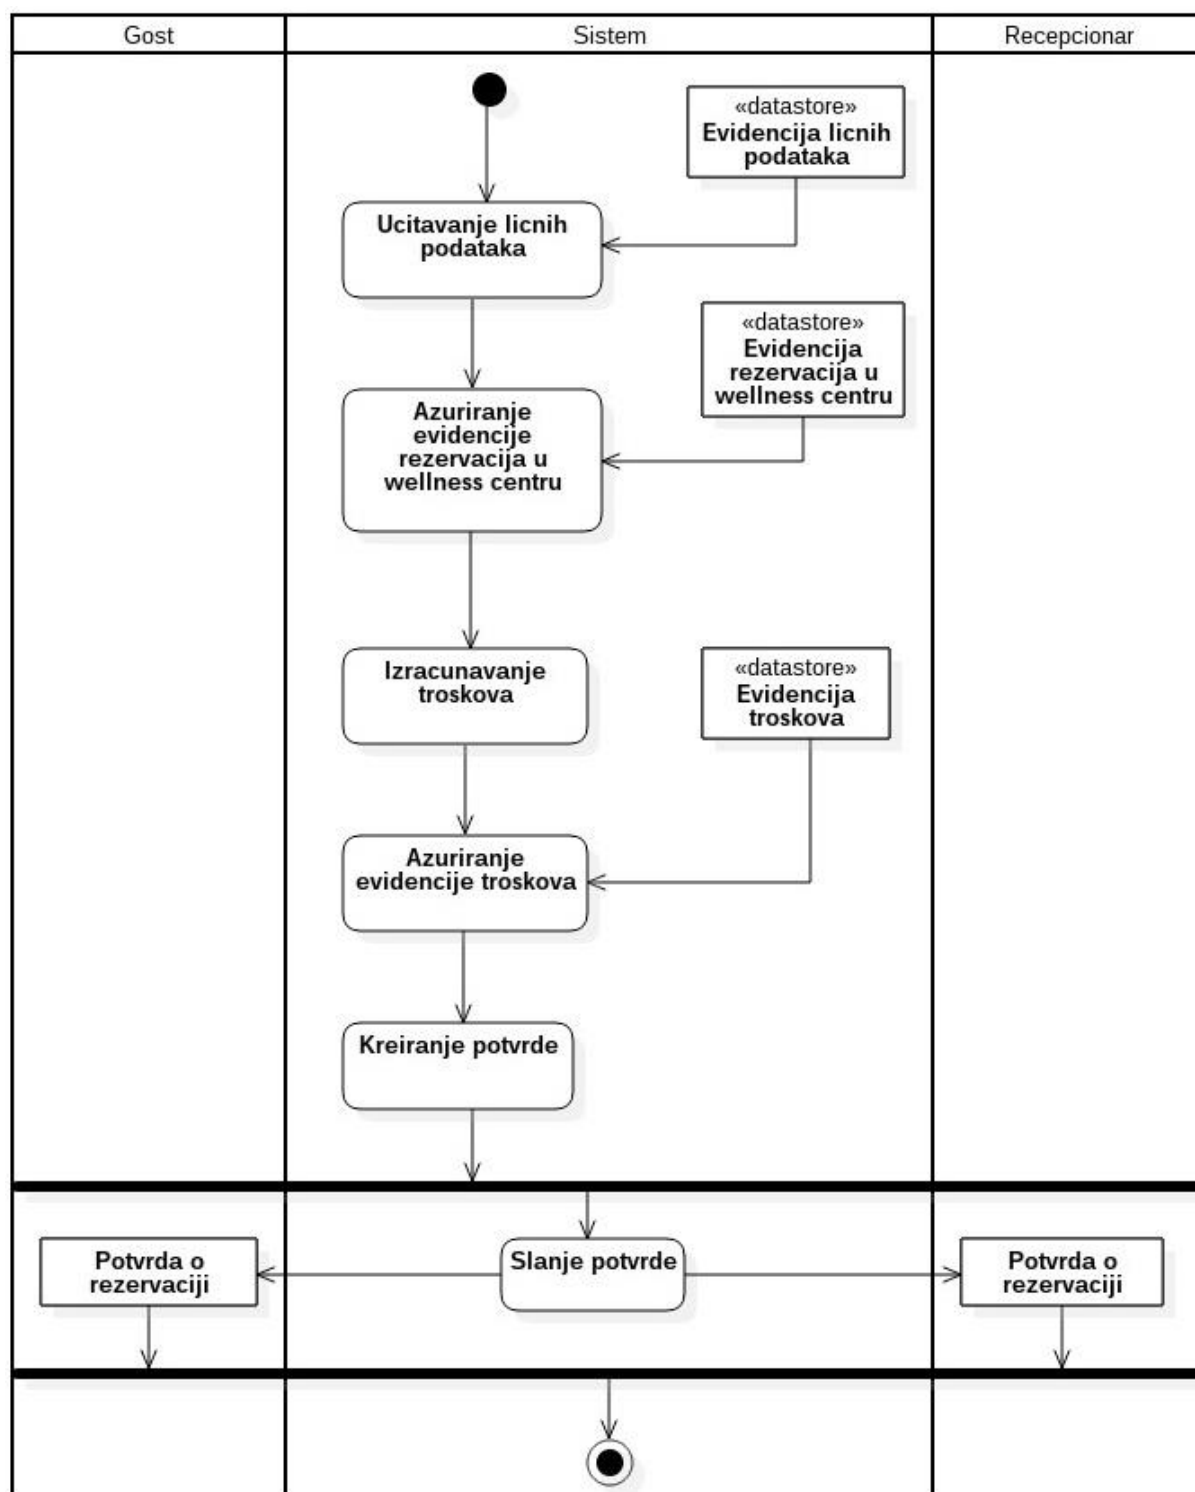 Gost
Sistem
Recepcionar
«datastore»
Evidencija licnih
podataka
Ucitavanje licnih
podataka
«datastore»
Evidencija
rezervacija u
wellness centru
Azuriranje
evidencije
rezervacija u
wellness centru
Izracunavanje
troskova
«datastore»
Evidencija
troskova
Azuriranje
evidencije troskova
Kreiranje potvrde
Potvrda o
rezervaciji
Slanje potvrde
Potvrda o
rezervaciji